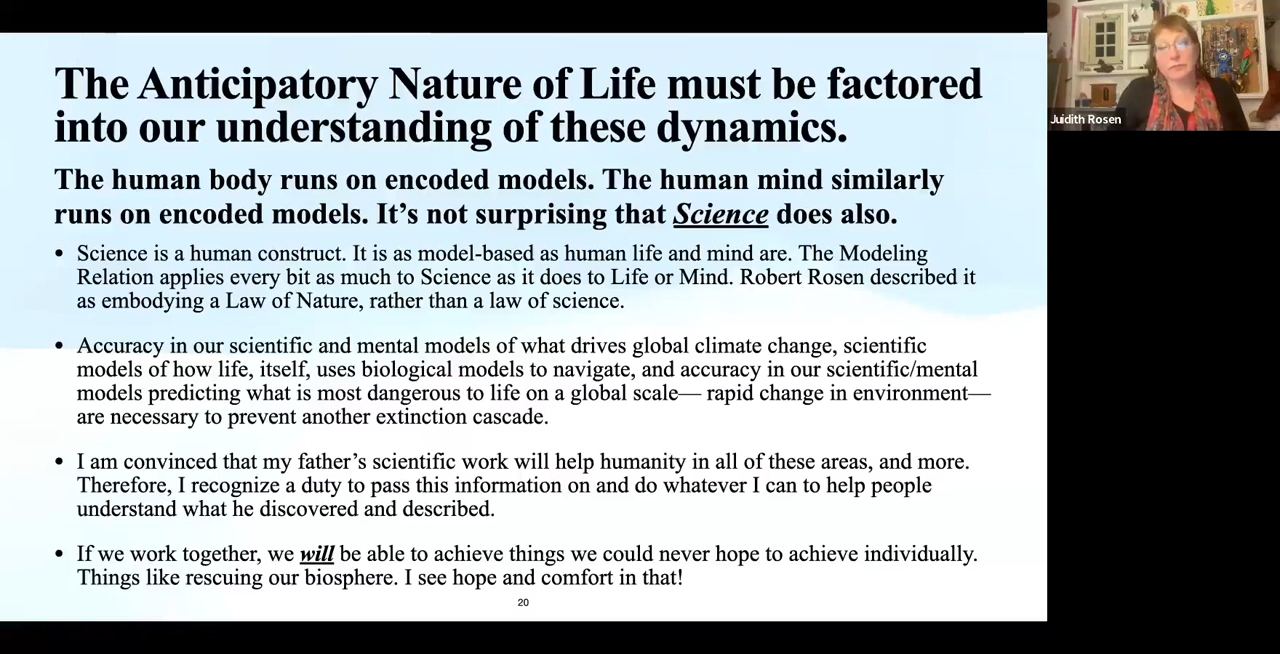 The Anticipatory Nature of Life must be factored
into our understanding of these dynamics.
The human body runs on encoded models. The human mind similarly
runs on encoded models. It’s not surprising that Science does also.
• Science is a human construct. It is as model-based as human life and mind are. The Modeling
Relation applies every bit as much to Science as it does to Life or Mind. Robert Rosen described it
as embodying a Law of Nature, rather than a law of science.
• Accuracy in our scientific and mental models of what drives global climate change, scientific
models of how life, itself, uses biological models to navigate, and accuracy in our scientific/mental
models predicting what is most dangerous to life on a global scale— rapid change in environment—
are necessary to prevent another extinction cascade.
• I am convinced that my father’s scientific work will help humanity in all of these areas, and more.
Therefore, I recognize a duty to pass this information on and do whatever I can to help people
understand what he discovered and described.
• If we work together, we will be able to achieve things we could never hope to achieve individually.
Things like rescuing our biosphere. I see hope and comfort in that!
20
Judith Rosen